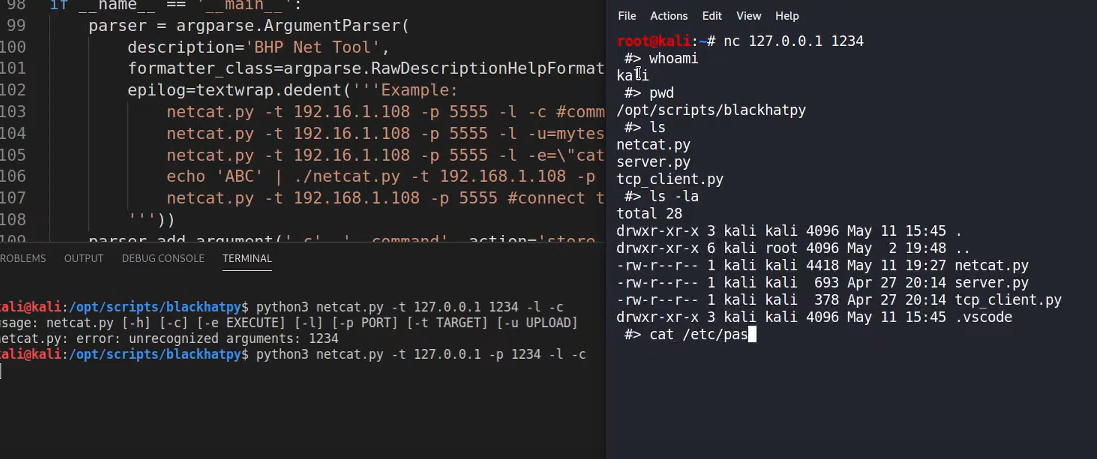 98 if __name__ == '__main__':
99 parser = argparse.ArgumentParser(
100 description='BHP Net Tool',
101 formatter_class=argparse.RawDescriptionHelpFormat
102 epilog=textwrap.dedent('''Example:
103 netcat.py -t 192.16.1.108 -p 5555 -l -c #comm
104 netcat.py -t 192.16.1.108 -p 5555 -l -u=mytes
105 netcat.py -t 192.16.1.108 -p 5555 -l -e=\"cat
106 echo 'ABC' | ./netcat.py -t 192.168.1.108 -p
107 netcat.py -t 192.168.1.108 -p 5555 #connect t
108 '''))
109 parser.add_argument('-c', '--command', action='store
ROBLEMS OUTPUT DEBUG CONSOLE TERMINAL
kali@kali:/opt/scripts/blackhatpy$ python3 netcat.py -t 127.0.0.1 1234 -l -c
usage: netcat.py [-h] [-c] [-e EXECUTE] [-l] [-p PORT] [-t TARGET] [-u UPLOAD]
netcat.py: error: unrecognized arguments: 1234
kali@kali:/opt/scripts/blackhatpy$ python3 netcat.py -t 127.0.0.1 -p 1234 -l -c
File Actions Edit View Help
root@kali:~# nc 127.0.0.1 1234
#> whoami
kali
#> pwd
/opt/scripts/blackhatpy
#> ls
netcat.py
server.py
tcp_client.py
#> ls -la
total 28
drwxr-xr-x 3 kali kali 4096 May 11 15:45 .
drwxr-xr-x 6 kali root 4096 May 2 19:48 ..
-rw-r--r-- 1 kali kali 4418 May 11 19:27 netcat.py
-rw-r--r-- 1 kali kali 693 Apr 27 20:14 server.py
-rw-r--r-- 1 kali kali 378 Apr 27 20:14 tcp_client.py
drwxr-xr-x 3 kali kali 4096 May 11 15:45 .vscode
#> cat /etc/pas